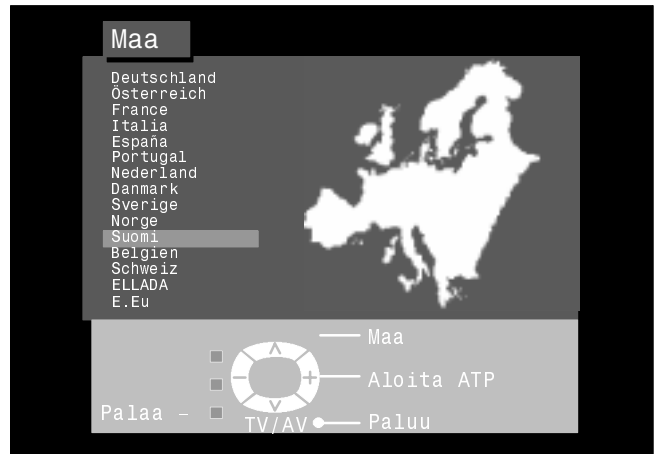 Maa
Deutschland
Österreich
France
Italia
España
Portugal
Nederland
Danmark
Sverige
Norge
Suomi
Belgien
Schweiz
ELLADA
E.Eu
Maa
Aloita ATP
Palaa –
TV/AV
Paluu